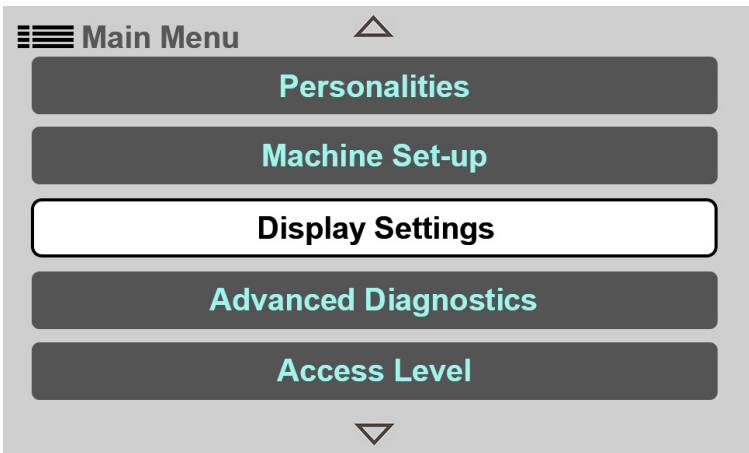 Main Menu
Personalities
Machine Set-up
Display Settings
Advanced Diagnostics
Access Level